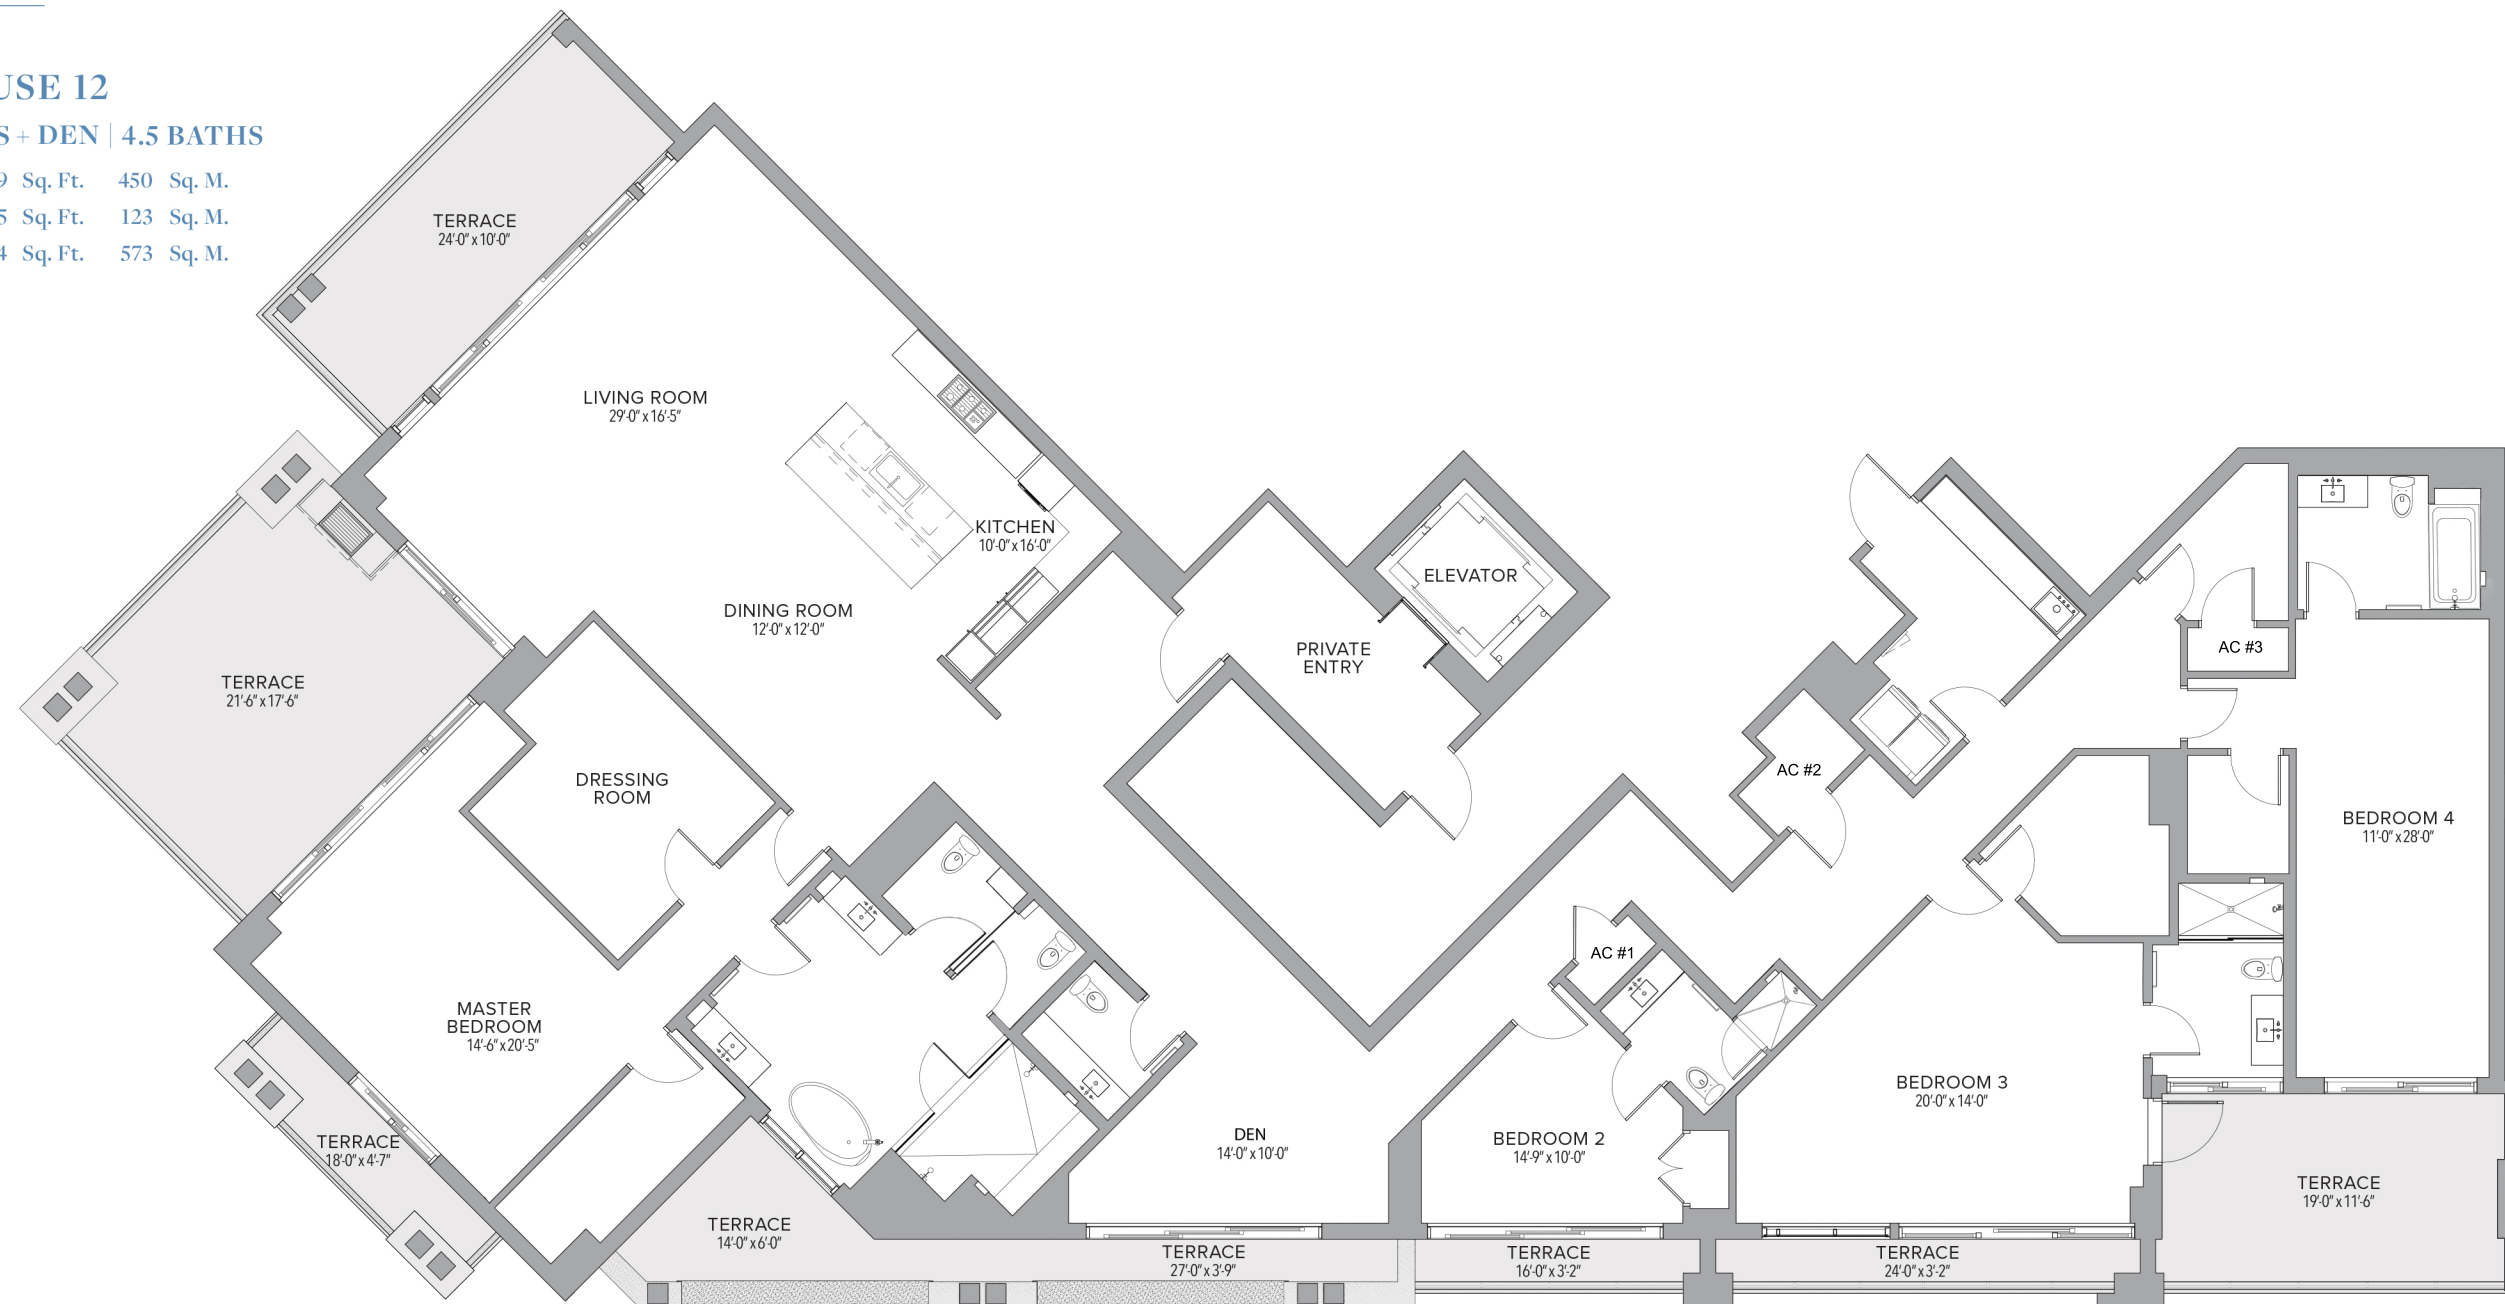 USE 12
S + DEN | 4.5 BATHS
9 Sq. Ft. 450 Sq. M.
5 Sq. Ft. 123 Sq. M.
4 Sq. Ft. 573 Sq. M.
TERRACE
24'-0" x 10'-0"
LIVING ROOM
29'-0" x 16'-5"
KITCHEN
10'-0" x 16'-0"
DINING ROOM
12'-0" x 12'-0"
ELEVATOR
PRIVATE
ENTRY
AC #3
TERRACE
21'-6" x 17'-6"
DRESSING
ROOM
AC #2
BEDROOM 4
11'-0" x 28'-0"
AC #1
MASTER
BEDROOM
14'-6" x 20'-5"
BEDROOM 3
20'-0" x 14'-0"
TERRACE
18'-0" x 4'-7"
DEN
14'-0" x 10'-0"
BEDROOM 2
14'-9" x 10'-0"
TERRACE
19'-0" x 11'-6"
TERRACE
14'-0" x 6'-0"
TERRACE
27'-0" x 3'-9"
TERRACE
16'-0" x 3'-2"
TERRACE
24'-0" x 3'-2"